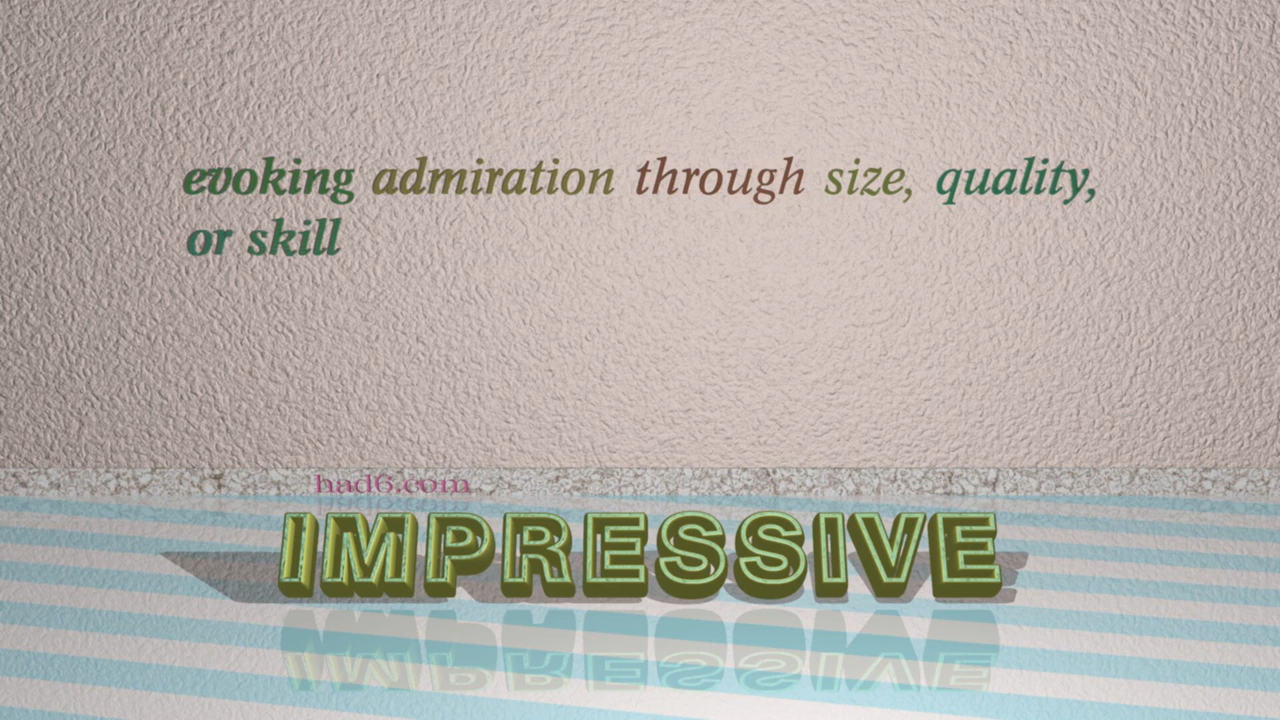 evoking admiration through size, quality,
or skill
had6.com
IMPRESSIVE